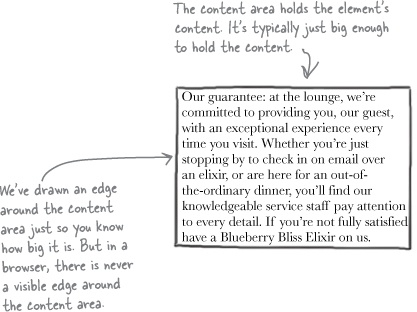 The content area holds the element's
content. It's typically just big enough
to hold the content.
Our guarantee: at the lounge, we're
committed to providing you, our guest,
with an exceptional experience every
time you visit. Whether you're just
stopping by to check in on email over
an elixir, or are here for an out-of-
the-ordinary dinner, you'll find our
knowledgeable service staff pay attention
to every detail. If you're not fully satisfied
have a Blueberry Bliss Elixir on us.
We've drawn an edge
around the content
area just so you know
how big it is. But in a
browser, there is never
a visible edge around
the content area.